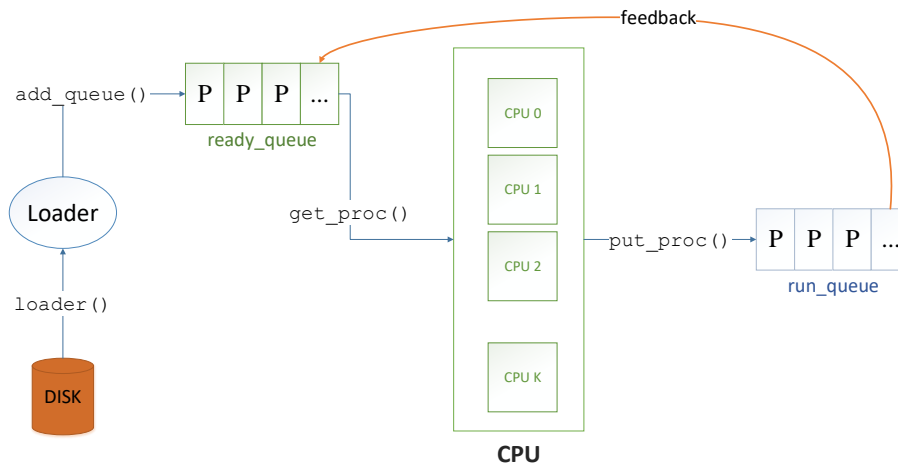 feedback
add_queue()
P P P ...
ready_queue
Loader
loader()
DISK
get_proc()
CPU 0
CPU 1
CPU 2
CPU K
CPU
put_proc()
P P P ...
run_queue